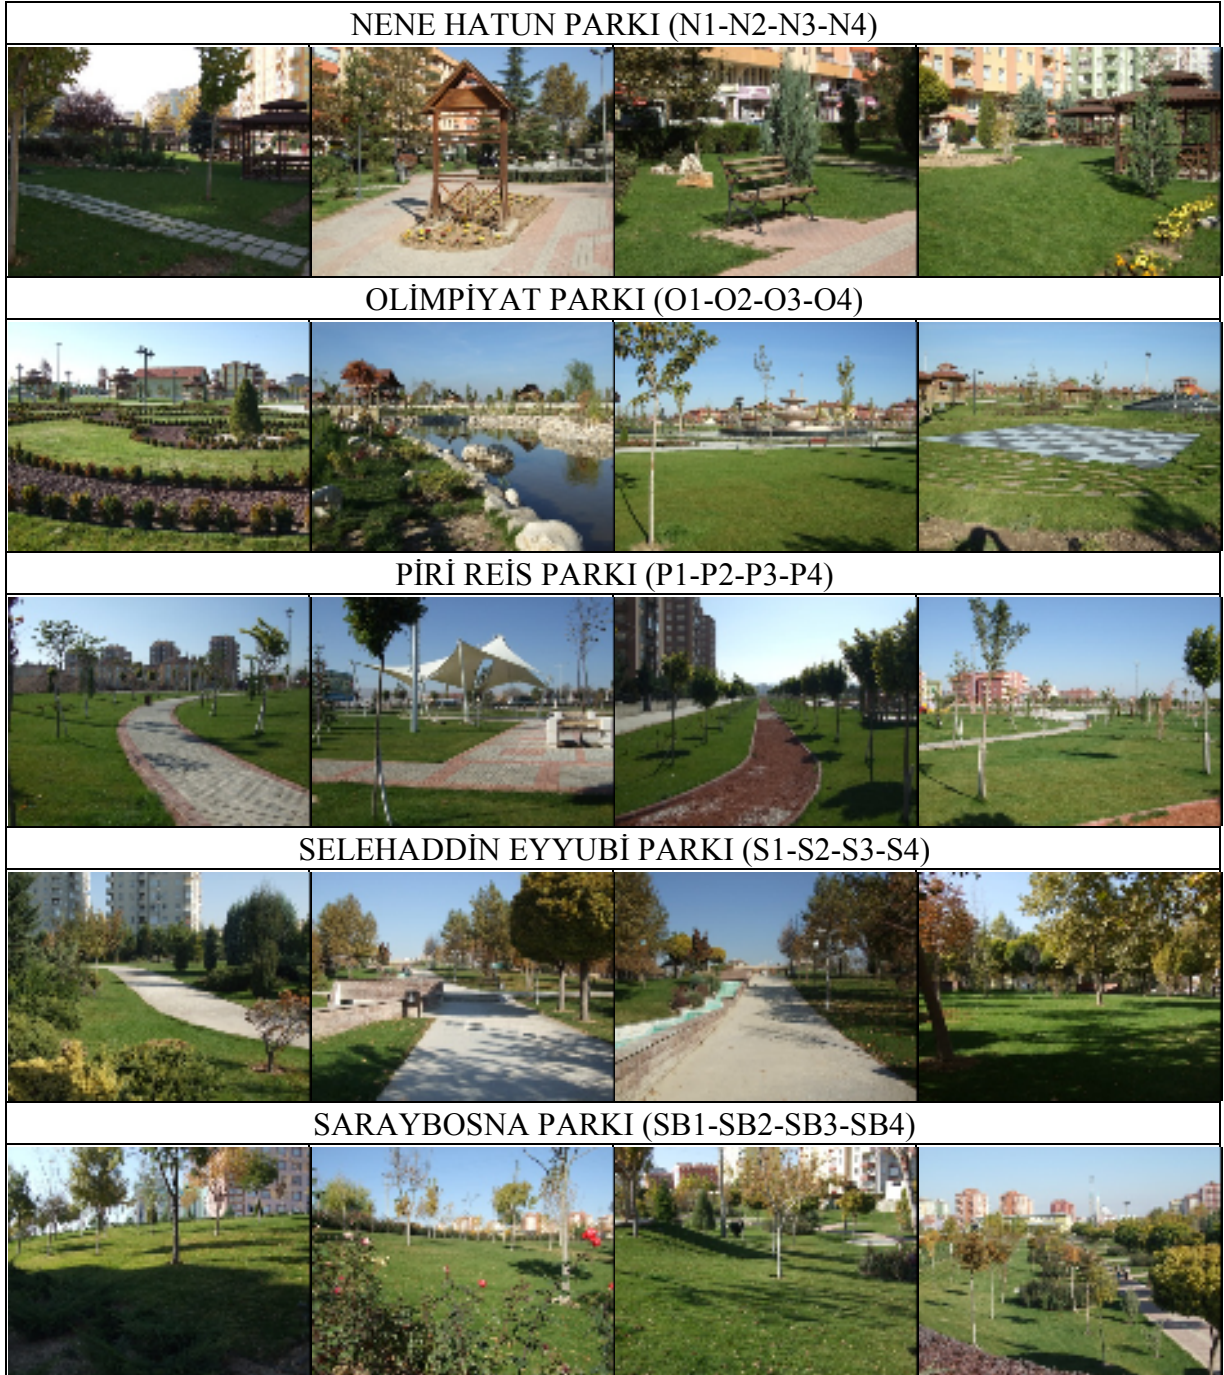 NENE HATUN PARKI (N1-N2-N3-N4)
OLİMPİYAT PARKI (O1-O2-O3-O4)
PİRİ REİS PARKI (P1-P2-P3-P4)
SELEHADDİN EYYUBİ PARKI (S1-S2-S3-S4)
SARAYBOSNA PARKI (SB1-SB2-SB3-SB4)